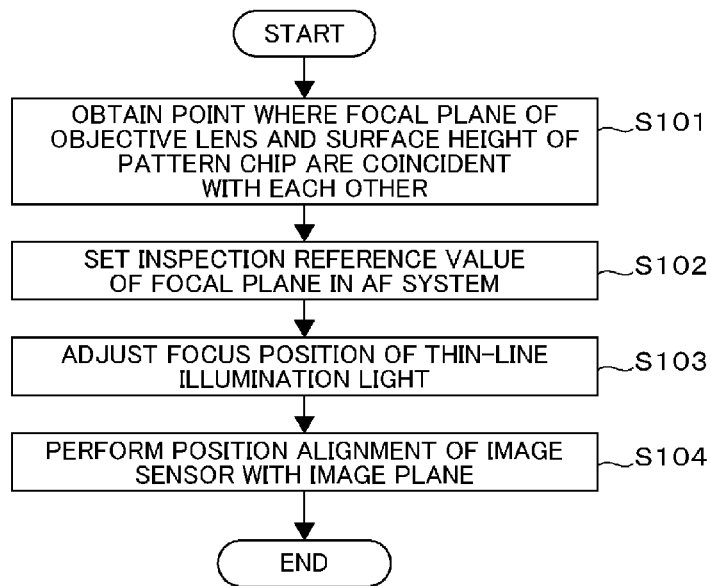 START
OBTAIN POINT WHERE FOCAL PLANE OF
OBJECTIVE LENS AND SURFACE HEIGHT OF
PATTERN CHIP ARE COINCIDENT
WITH EACH OTHER
S101
SET INSPECTION REFERENCE VALUE
OF FOCAL PLANE IN AF SYSTEM
S102
ADJUST FOCUS POSITION OF THIN-LINE
ILLUMINATION LIGHT
S103
PERFORM POSITION ALIGNMENT OF IMAGE
SENSOR WITH IMAGE PLANE
S104
END